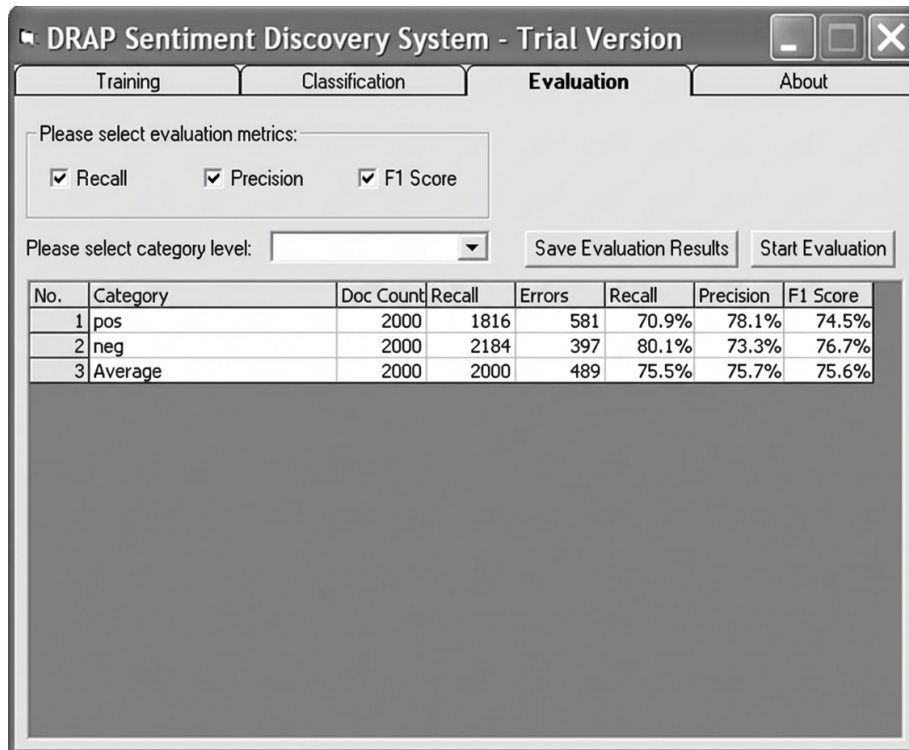 DRAP Sentiment Discovery System - Trial Version
Training Classification Evaluation About
Please select evaluation metrics:
Recall Precision F1 Score
Please select category level: Save Evaluation Results Start Evaluation
No. Category Doc Count Recall Errors Recall Precision F1 Score
1 pos 2000 1816 581 70.9% 78.1% 74.5%
2 neg 2000 2184 397 80.1% 73.3% 76.7%
3 Average 2000 2000 489 75.5% 75.7% 75.6%